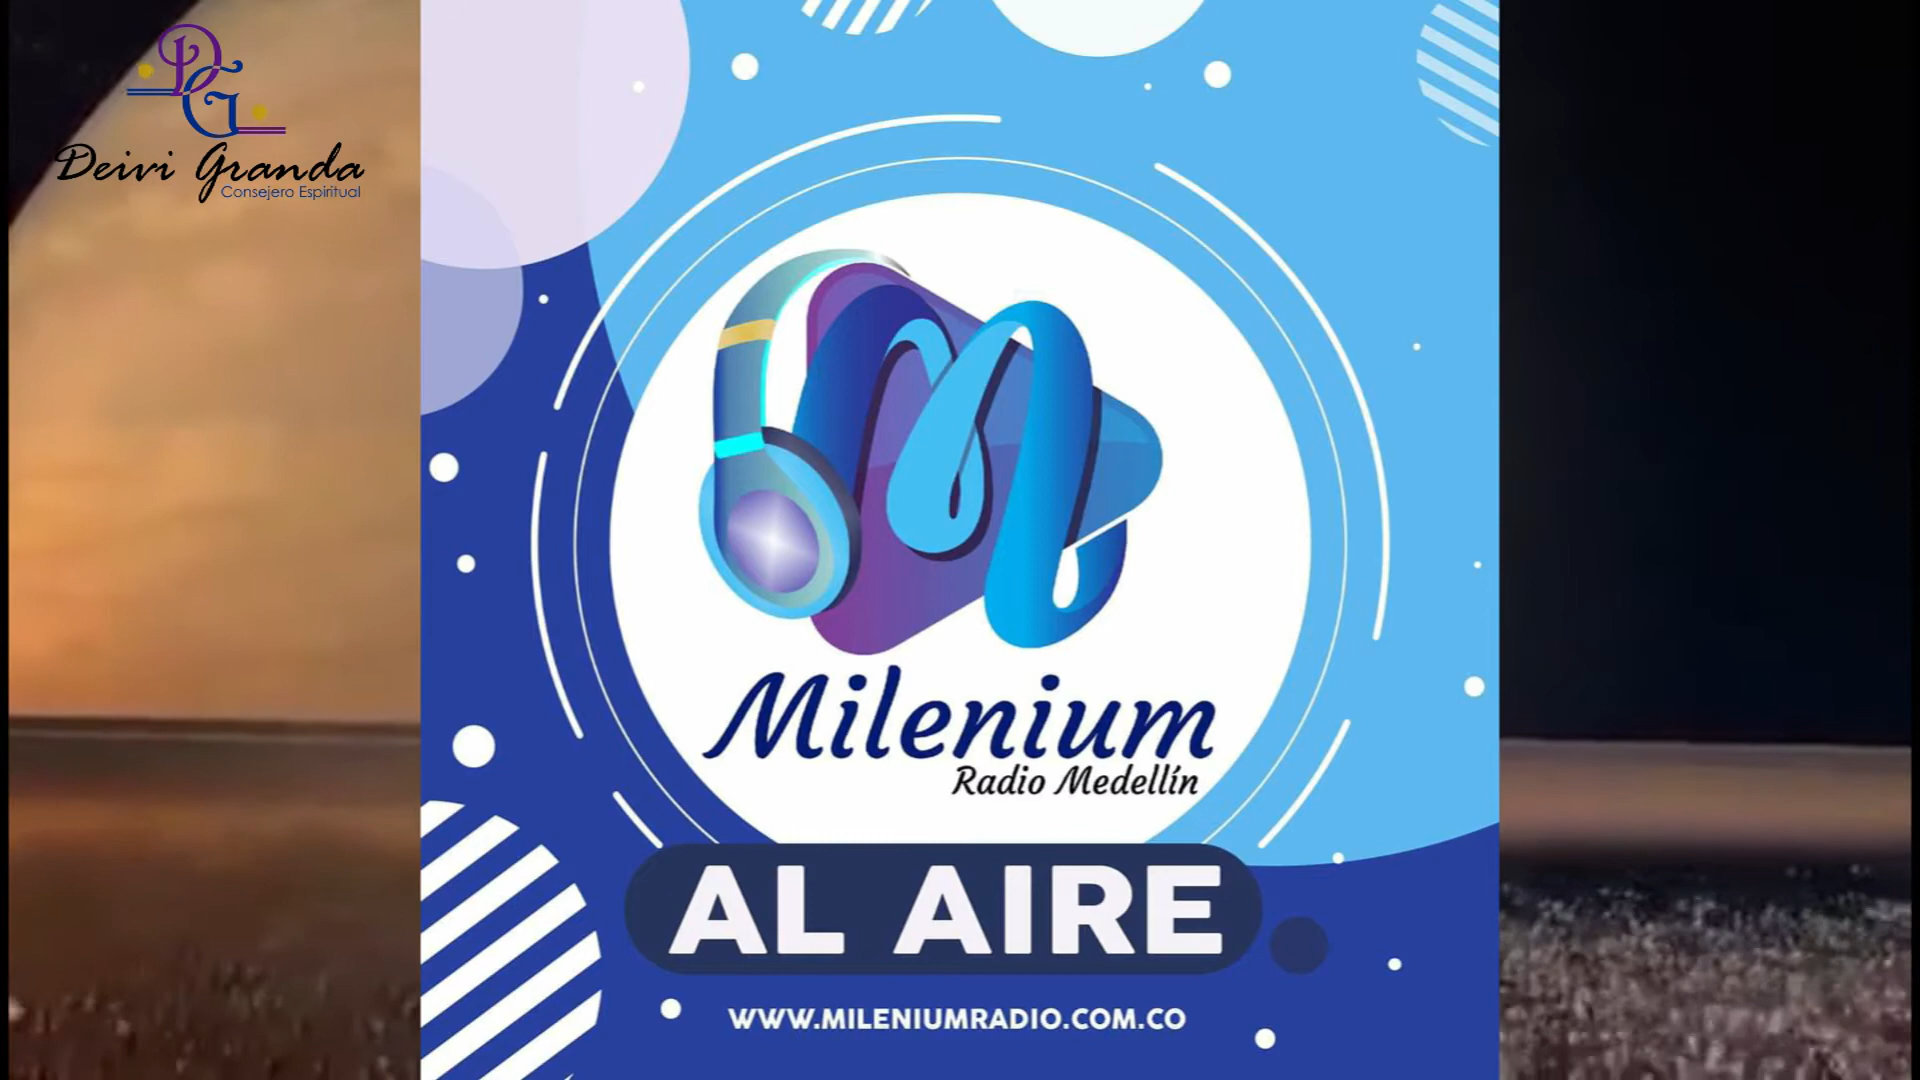 DG
Deivi Granda
Consejero Espiritual
Milenium
Radio Medellín
AL AIRE
WWW.MILENIUMRADIO.COM.CO